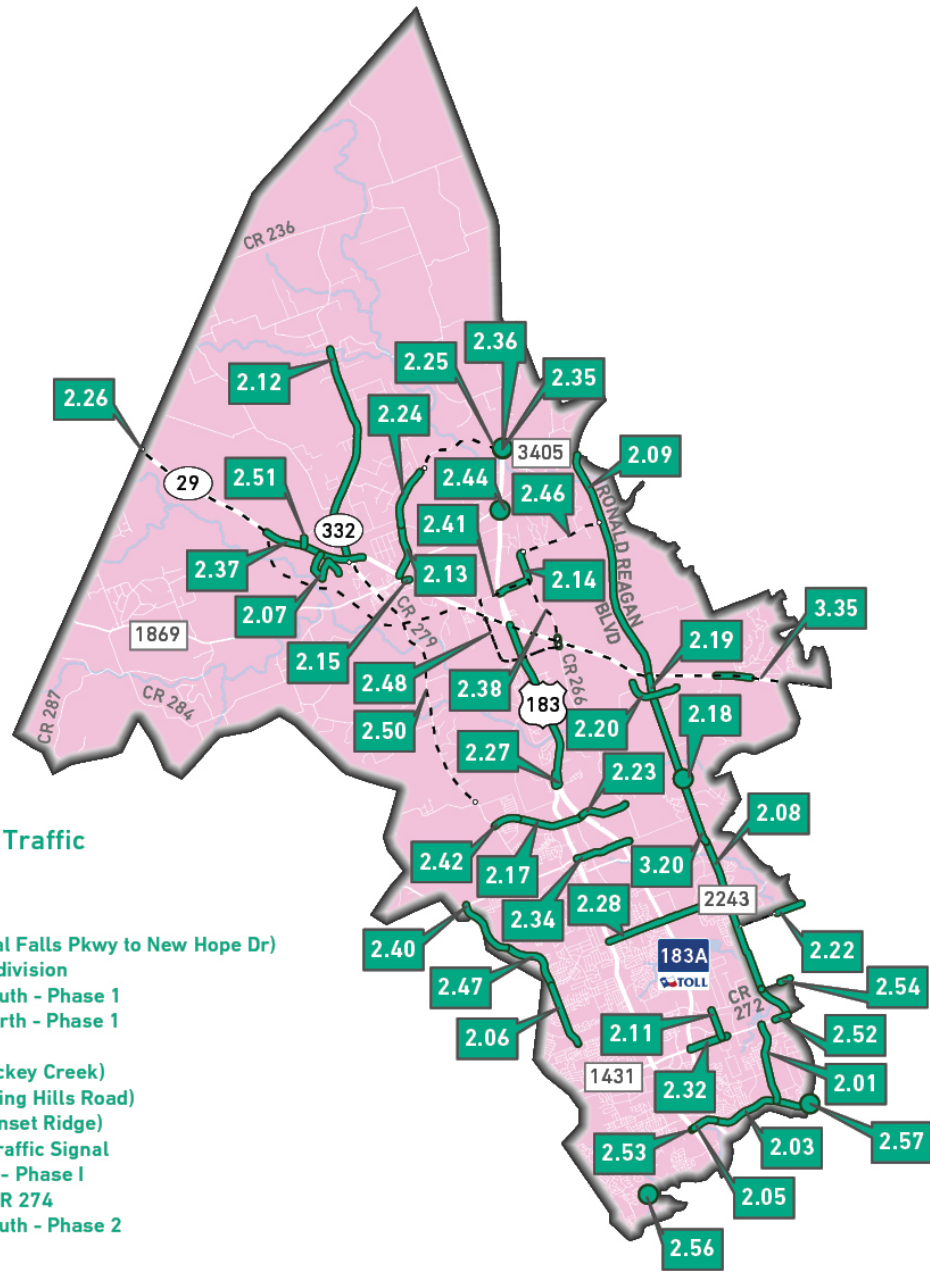 CR 236
2.36
2.25
2.35
2.12
2.26
2.24
3405
2.09
29
2.51
2.44
2.46
2.41
332
RONALD REAGAN
BLVD
2.37
2.13
2.14
2.07
CR 279
3.35
1869
2.15
2.19
2.48
2.38
CR 266
CR 284
CR 287
183
2.20
2.18
2.50
2.27
2.23
Traffic
2.08
2.42
2.17
3.20
2.34
2.28
2243
al Falls Pkwy to New Hope Dr)
2.40
183A
TOLL
2.22
division
uth - Phase 1
2.47
2.54
rth - Phase 1
CR 272
2.06
2.11
2.52
ckey Creek)
1431
2.32
2.01
ing Hills Road)
nset Ridge)
raffic Signal
2.53
2.03
2.57
- Phase I
R 274
2.05
uth - Phase 2
2.56